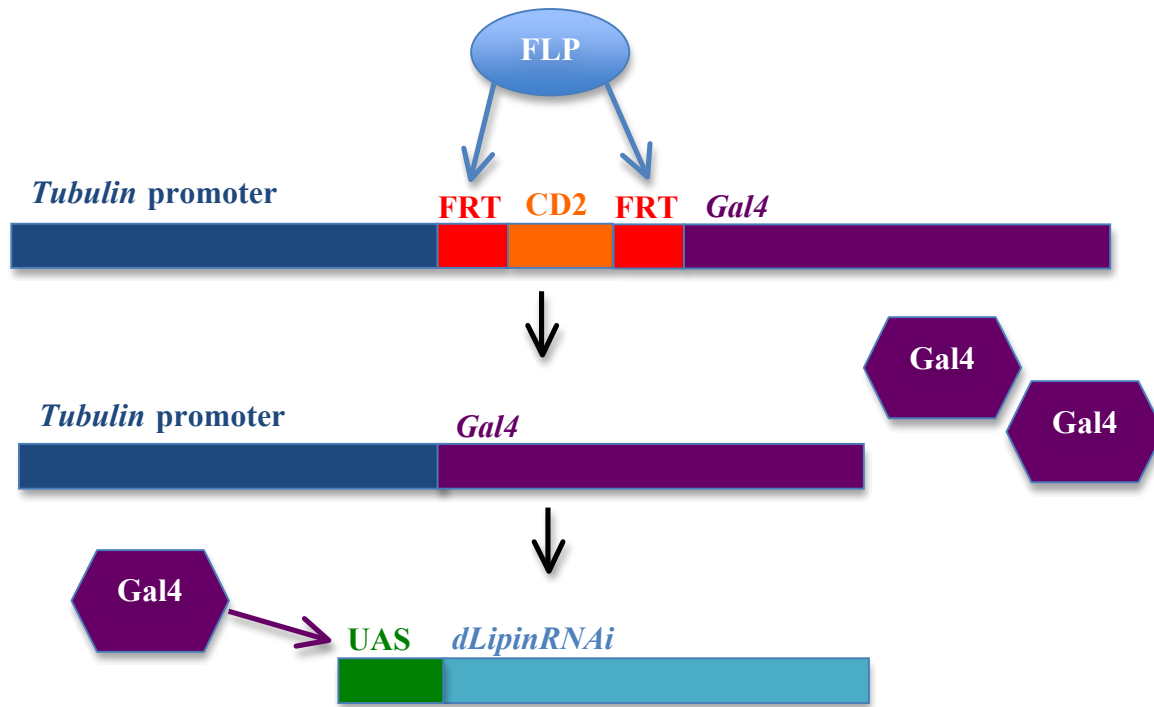 FLP
Tubulin promoter
FRT CD2 FRT Gal4
Gal4
Gal4
Tubulin promoter
Gal4
Gal4
UAS dLipinRNAi